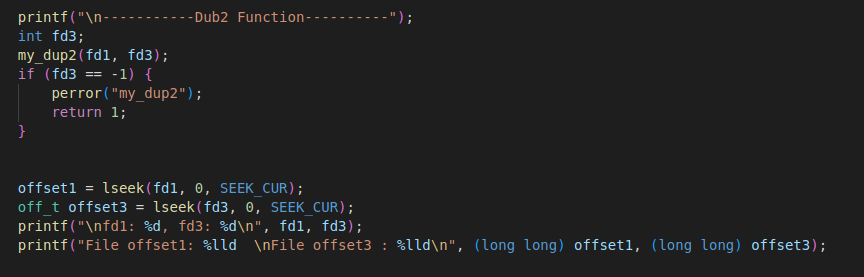 printf("\n-----------Dub2 Function----------");
int fd3;
my_dup2(fd1, fd3);
if (fd3 == -1) {
    perror("my_dup2");
    return 1;
}
offset1 = lseek(fd1, 0, SEEK_CUR);
off_t offset3 = lseek(fd3, 0, SEEK_CUR);
printf("\nfd1: %d, fd3: %d\n", fd1, fd3);
printf("File offset1: %lld  \nFile offset3 : %lld\n", (long long) offset1, (long long) offset3);